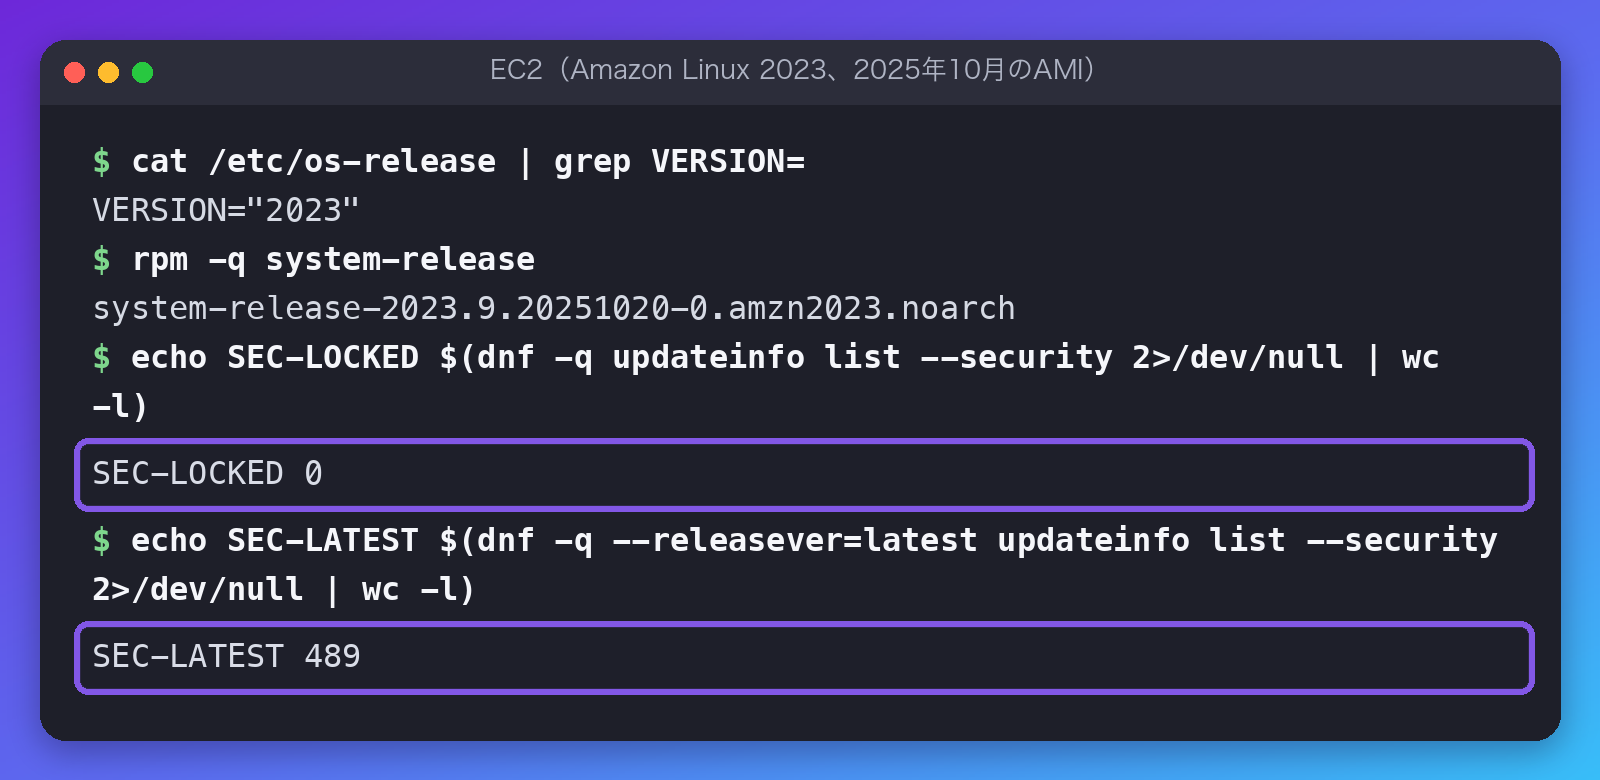 EC2（Amazon Linux 2023、2025年10月のAMI）
$ cat /etc/os-release | grep VERSION=
VERSION="2023"
$ rpm -q system-release
system-release-2023.9.20251020-0.amzn2023.noarch
$ echo SEC-LOCKED $(dnf -q updateinfo list --security 2>/dev/null | wc
-l)
SEC-LOCKED 0
$ echo SEC-LATEST $(dnf -q --releasever=latest updateinfo list --security
2>/dev/null | wc -l)
SEC-LATEST 489